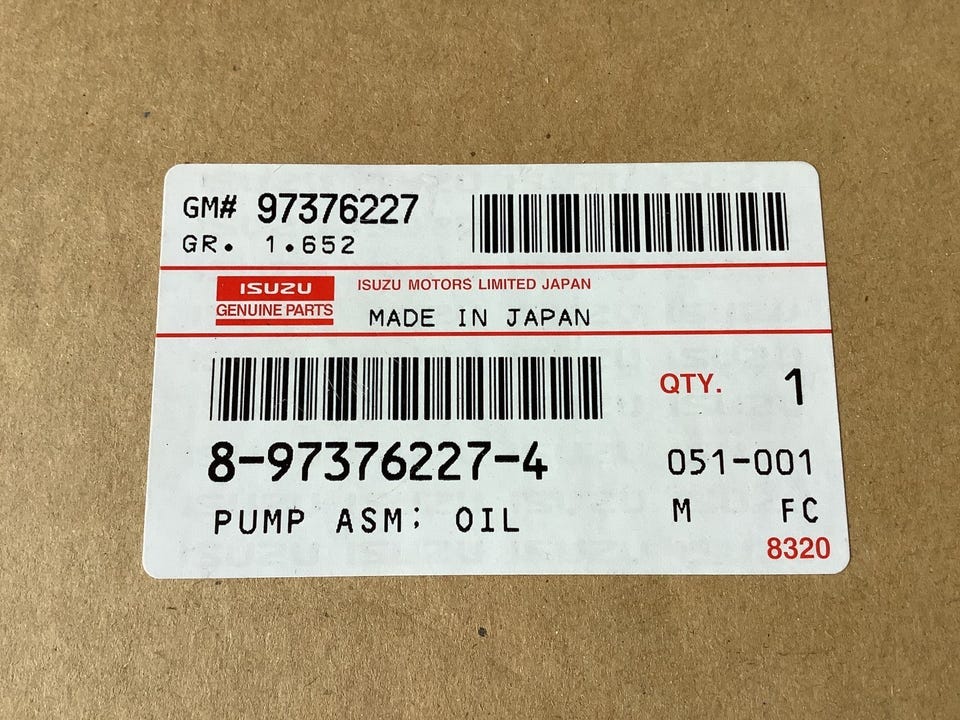 GM# 97376227
GR. 1.652
ISUZU
GENUINE PARTS
ISUZU MOTORS LIMITED JAPAN
MADE IN JAPAN
QTY. 1
8-97376227-4
051-001
PUMP ASM; OIL
M FC
8320